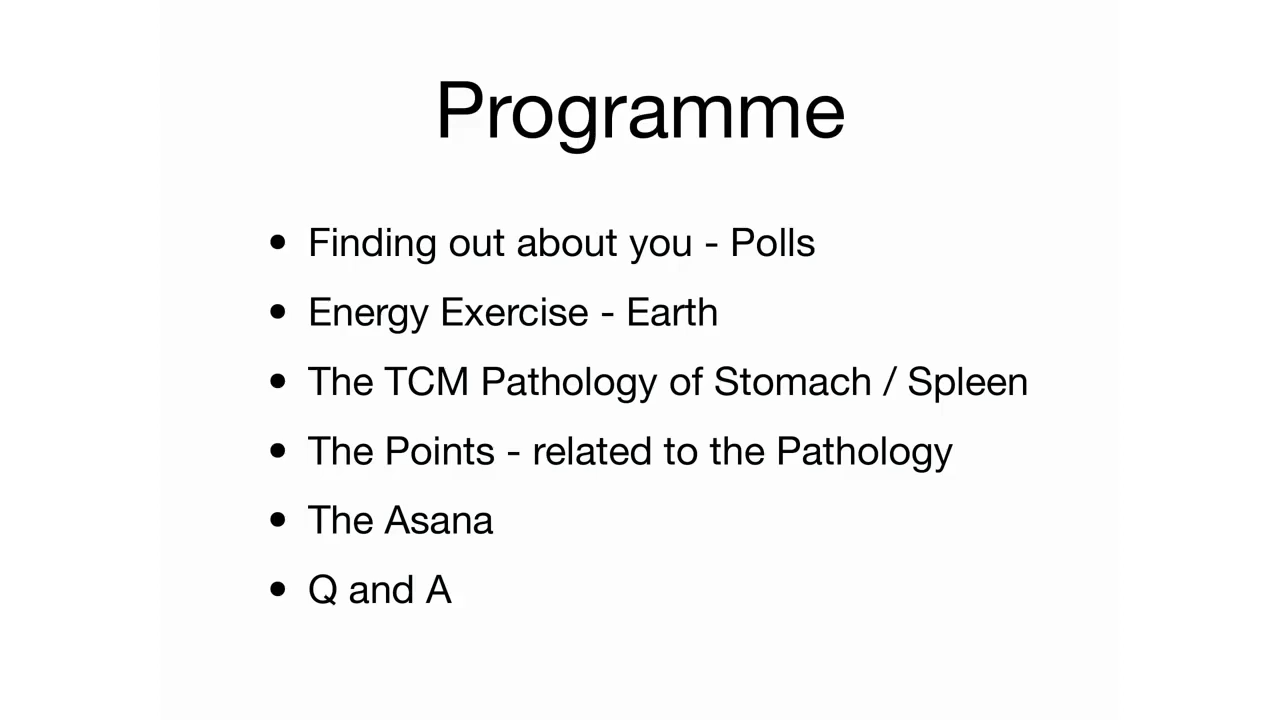 Programme
• Finding out about you - Polls
• Energy Exercise - Earth
• The TCM Pathology of Stomach / Spleen
• The Points - related to the Pathology
• The Asana
• Q and A